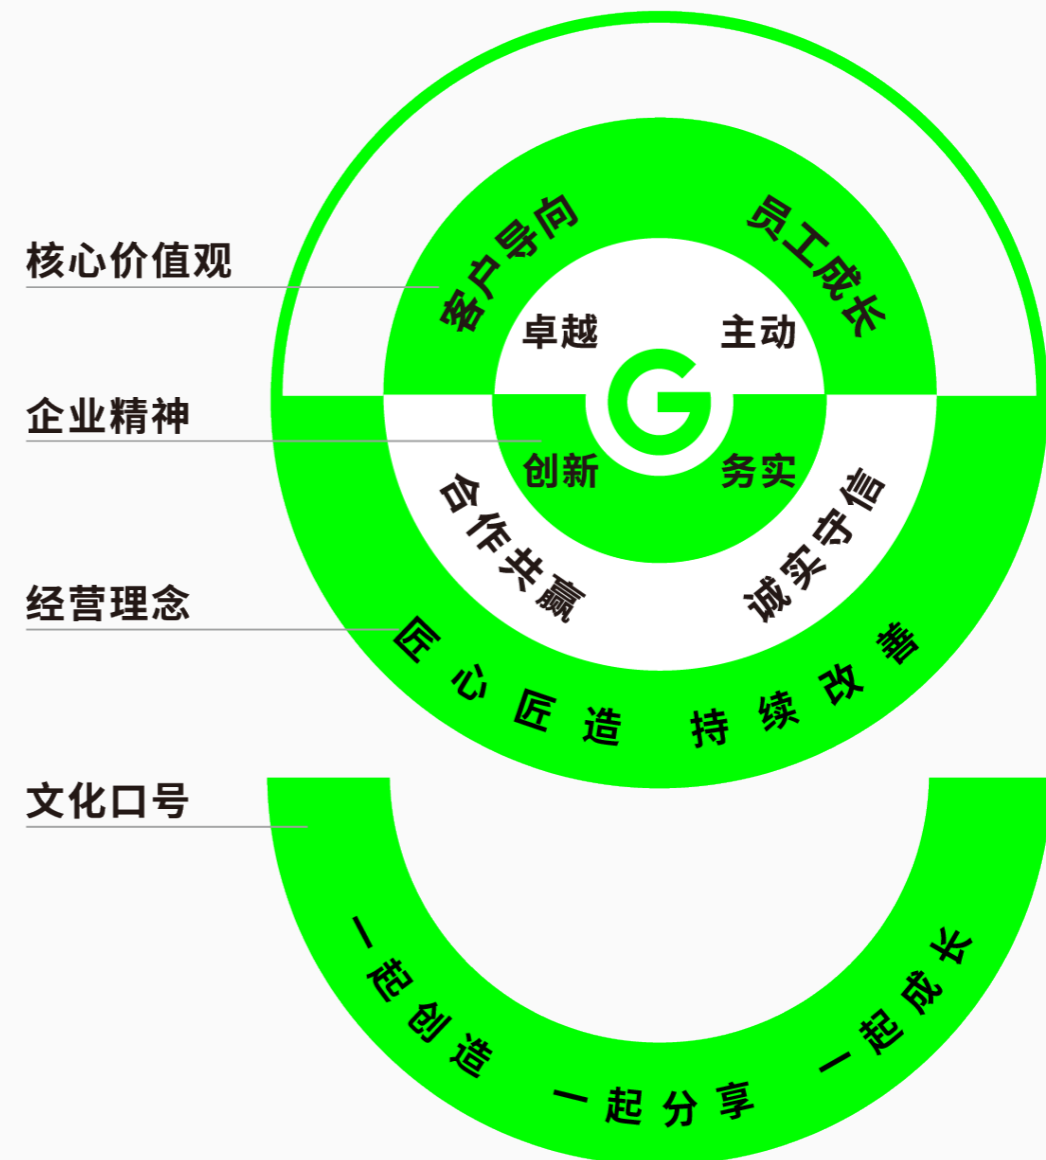 核心价值观
客户导向
员工成长
卓越
主动
G
企业精神
创新
务实
合作共赢
诚实守信
经营理念
匠心匠造 持续改善
文化口号
一起创造 一起分享 一起成长